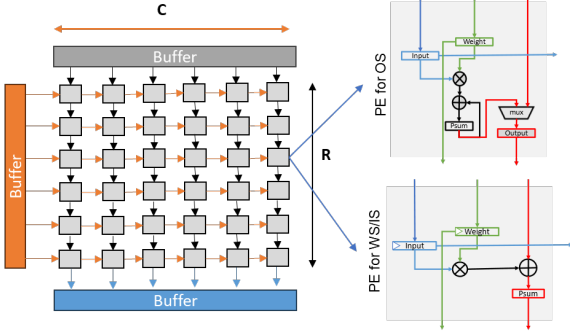 C
Buffer
Buffer
R
Buffer
PE for OS
Weight
Input
mux
Psum
Output
PE for WS/IS
Weight
Input
Psum